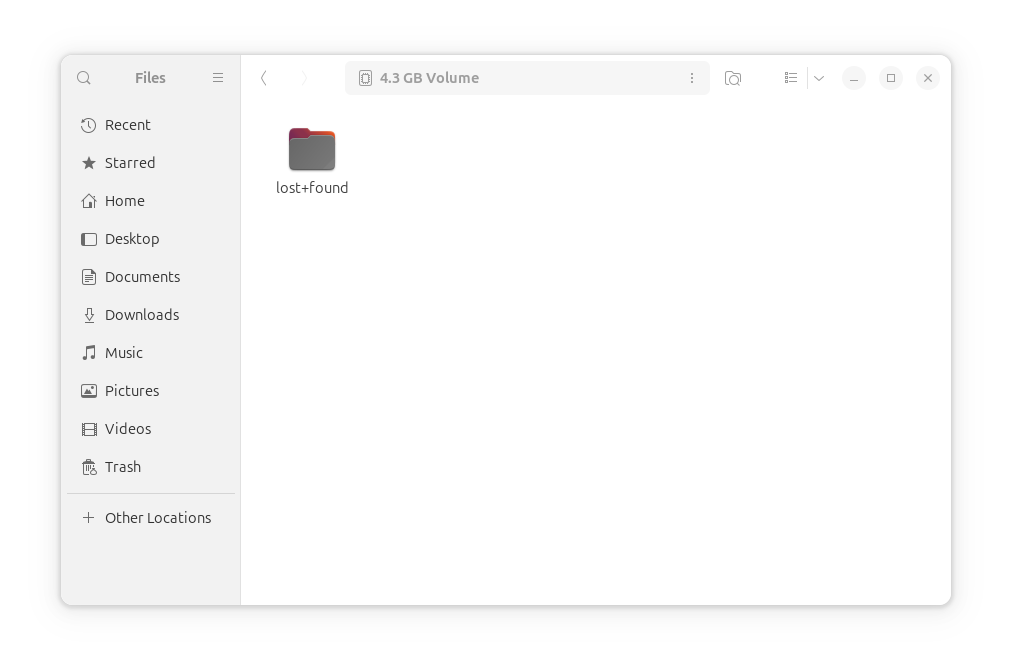 Files
4.3 GB Volume
Recent
Starred
Home
Desktop
Documents
Downloads
Music
Pictures
Videos
Trash
Other Locations
lost+found